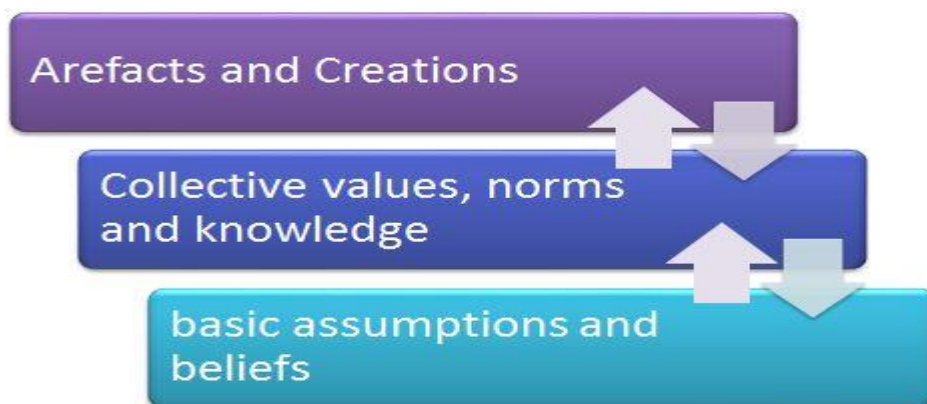 Arefacts and Creations
Collective values, norms
and knowledge
basic assumptions and
beliefs